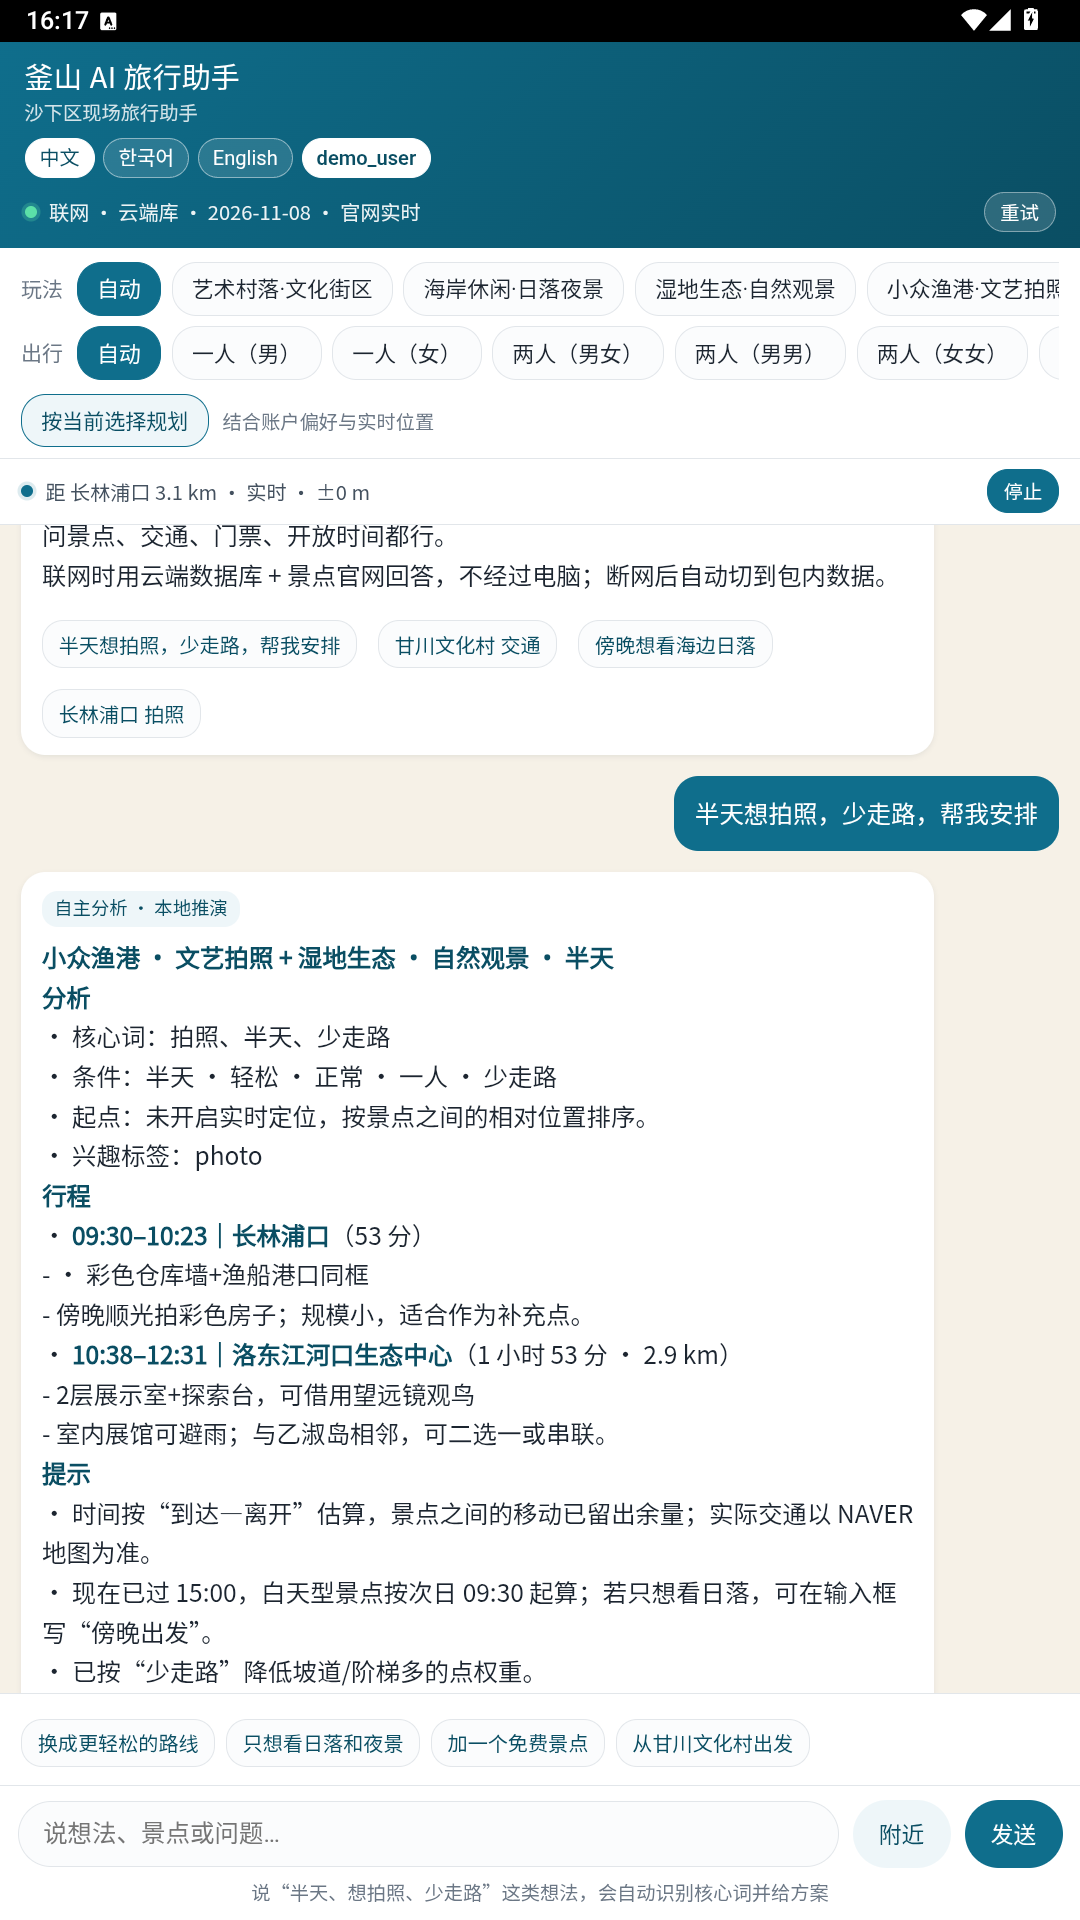 16:17 A
釜山 AI 旅行助手
沙下区现场旅行助手
中文 한국어 English demo_user
联网 · 云端库 · 2026-11-08 · 官网实时 重试
玩法 自动 艺术村落·文化街区 海岸休闲·日落夜景 湿地生态·自然观景 小众渔港·文艺拍照
出行 自动 一人（男） 一人（女） 两人（男女） 两人（男男） 两人（女女）
按当前选择规划 结合账户偏好与实时位置
距 长林浦口 3.1 km · 实时 · ±0 m 停止
问景点、交通、门票、开放时间都行。
联网时用云端数据库 + 景点官网回答，不经过电脑；断网后自动切到包内数据。
半天想拍照，少走路，帮我安排 甘川文化村 交通 傍晚想看海边日落
长林浦口 拍照
半天想拍照，少走路，帮我安排
自主分析 · 本地推演
小众渔港 · 文艺拍照 + 湿地生态 · 自然观景 · 半天
分析
· 核心词：拍照、半天、少走路
· 条件：半天 · 轻松 · 正常 · 一人 · 少走路
· 起点：未开启实时定位，按景点之间的相对位置排序。
· 兴趣标签：photo
行程
· 09:30–10:23｜长林浦口（53 分）
- · 彩色仓库墙+渔船港口同框
- 傍晚顺光拍彩色房子；规模小，适合作为补充点。
· 10:38–12:31｜洛东江河口生态中心（1 小时 53 分 · 2.9 km）
- 2层展示室+探索台，可借用望远镜观鸟
- 室内展馆可避雨；与乙淑岛相邻，可二选一或串联。
提示
· 时间按“到达—离开”估算，景点之间的移动已留出余量；实际交通以 NAVER
地图为准。
· 现在已过 15:00，白天型景点按次日 09:30 起算；若只想看日落，可在输入框
写“傍晚出发”。
· 已按“少走路”降低坡道/阶梯多的点权重。
换成更轻松的路线 只想看日落和夜景 加一个免费景点 从甘川文化村出发
说想法、景点或问题... 附近 发送
说“半天、想拍照、少走路”这类想法，会自动识别核心词并给方案